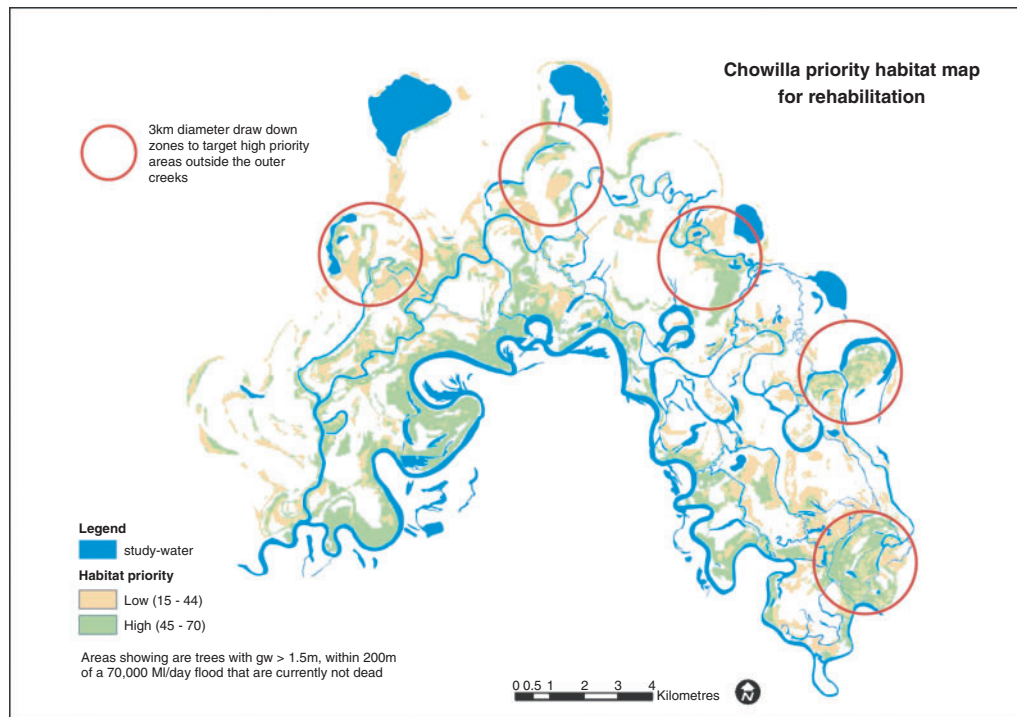 Chowilla priority habitat map
for rehabilitation
3km diameter draw down
zones to target high priority
areas outside the outer
creeks
Legend
study-water
Habitat priority
Low (15 - 44)
High (45 - 70)
Areas showing are trees with gw > 1.5m, within 200m
of a 70,000 Ml/day flood that are currently not dead
0 0.5 1 2 3 4
Kilometres
N